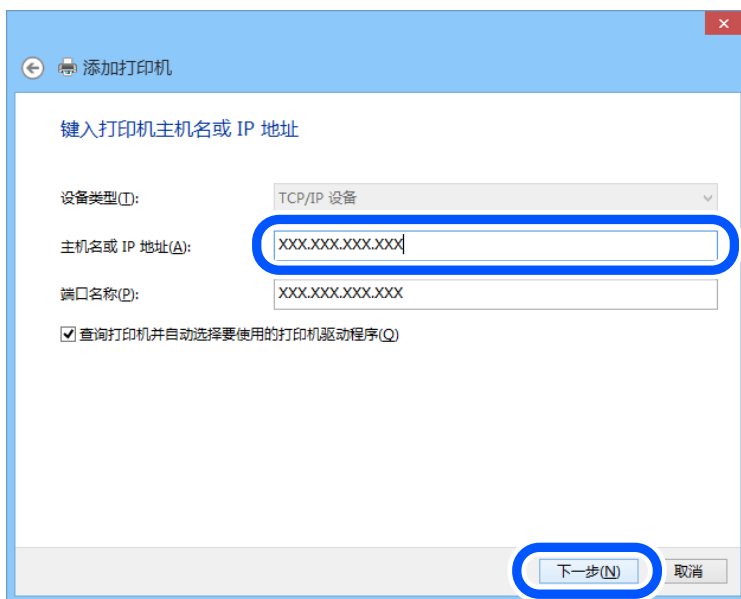 添加打印机
键入打印机主机名或 IP 地址
设备类型(T): TCP/IP 设备
主机名或 IP 地址(A): XXX.XXX.XXX.XXX
端口名称(P): XXX.XXX.XXX.XXX
查询打印机并自动选择要使用的打印机驱动程序(Q)
下一步(N) 取消